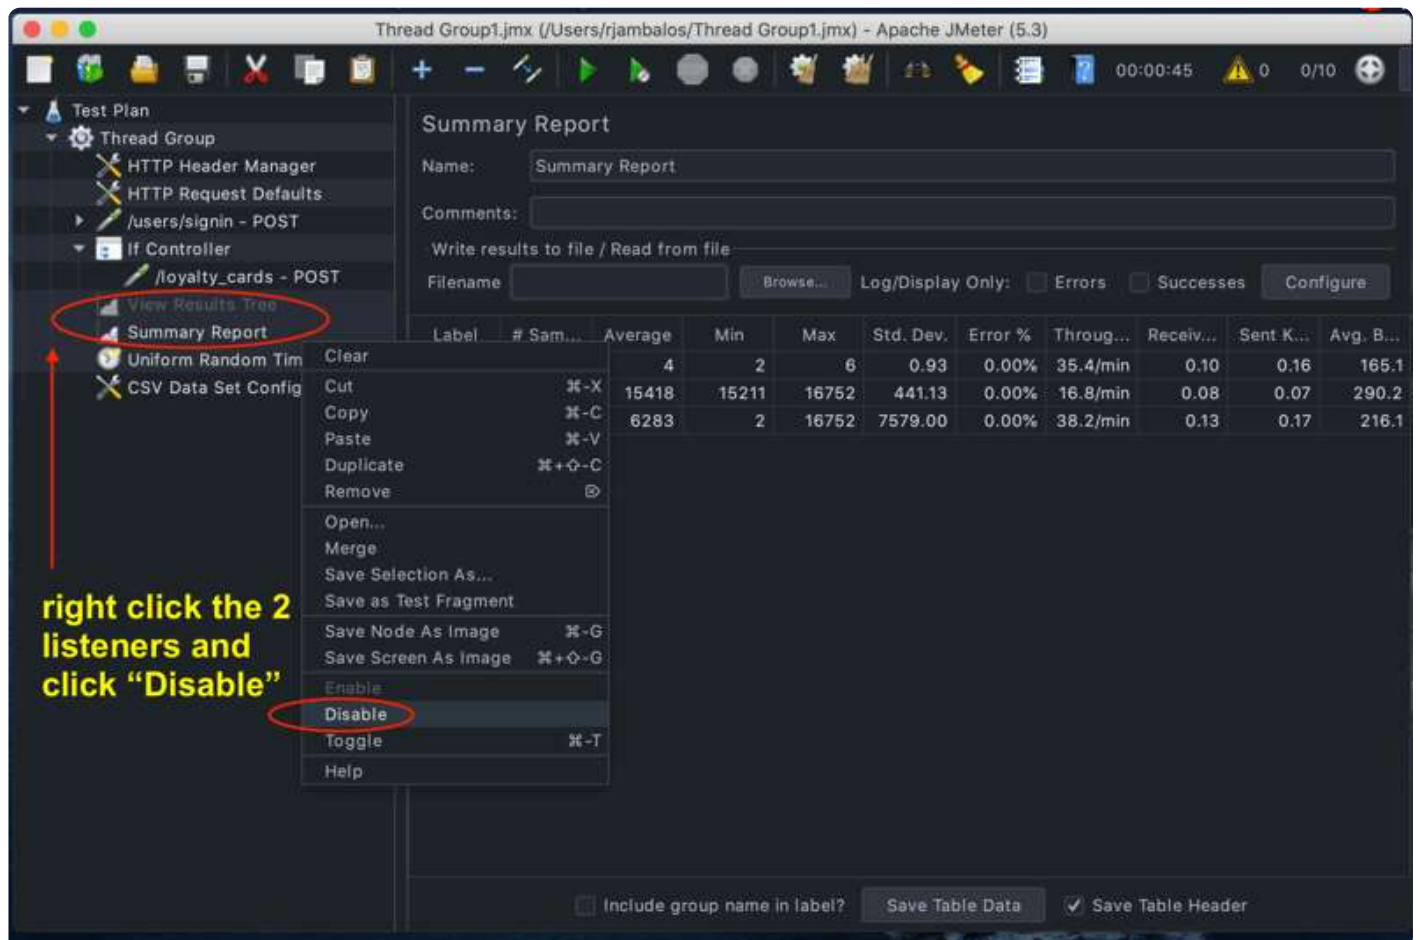 Thread Group1.jmx (/Users/rjambalos/Thread Group1.jmx) - Apache JMeter (5.3)
00:00:45 0 0/10
Test Plan
Thread Group
HTTP Header Manager
HTTP Request Defaults
/users/signin - POST
If Controller
/loyalty_cards - POST
View Results Tree
Summary Report
Uniform Random Tim
CSV Data Set Config
right click the 2
listeners and
click “Disable”
Clear
Cut ⌘-X
Copy ⌘-C
Paste ⌘-V
Duplicate ⌘+⇧-C
Remove ⌦
Open...
Merge
Save Selection As...
Save as Test Fragment
Save Node As Image ⌘-G
Save Screen As Image ⌘+⇧-G
Enable
Disable
Toggle ⌘-T
Help
Summary Report
Name: Summary Report
Comments:
Write results to file / Read from file
Filename Browse... Log/Display Only: Errors Successes Configure
Label # Sam... Average Min Max Std. Dev. Error % Throug... Receiv... Sent K... Avg. B...
4 2 6 0.93 0.00% 35.4/min 0.10 0.16 165.1
15418 15211 16752 441.13 0.00% 16.8/min 0.08 0.07 290.2
6283 2 16752 7579.00 0.00% 38.2/min 0.13 0.17 216.1
Include group name in label? Save Table Data Save Table Header